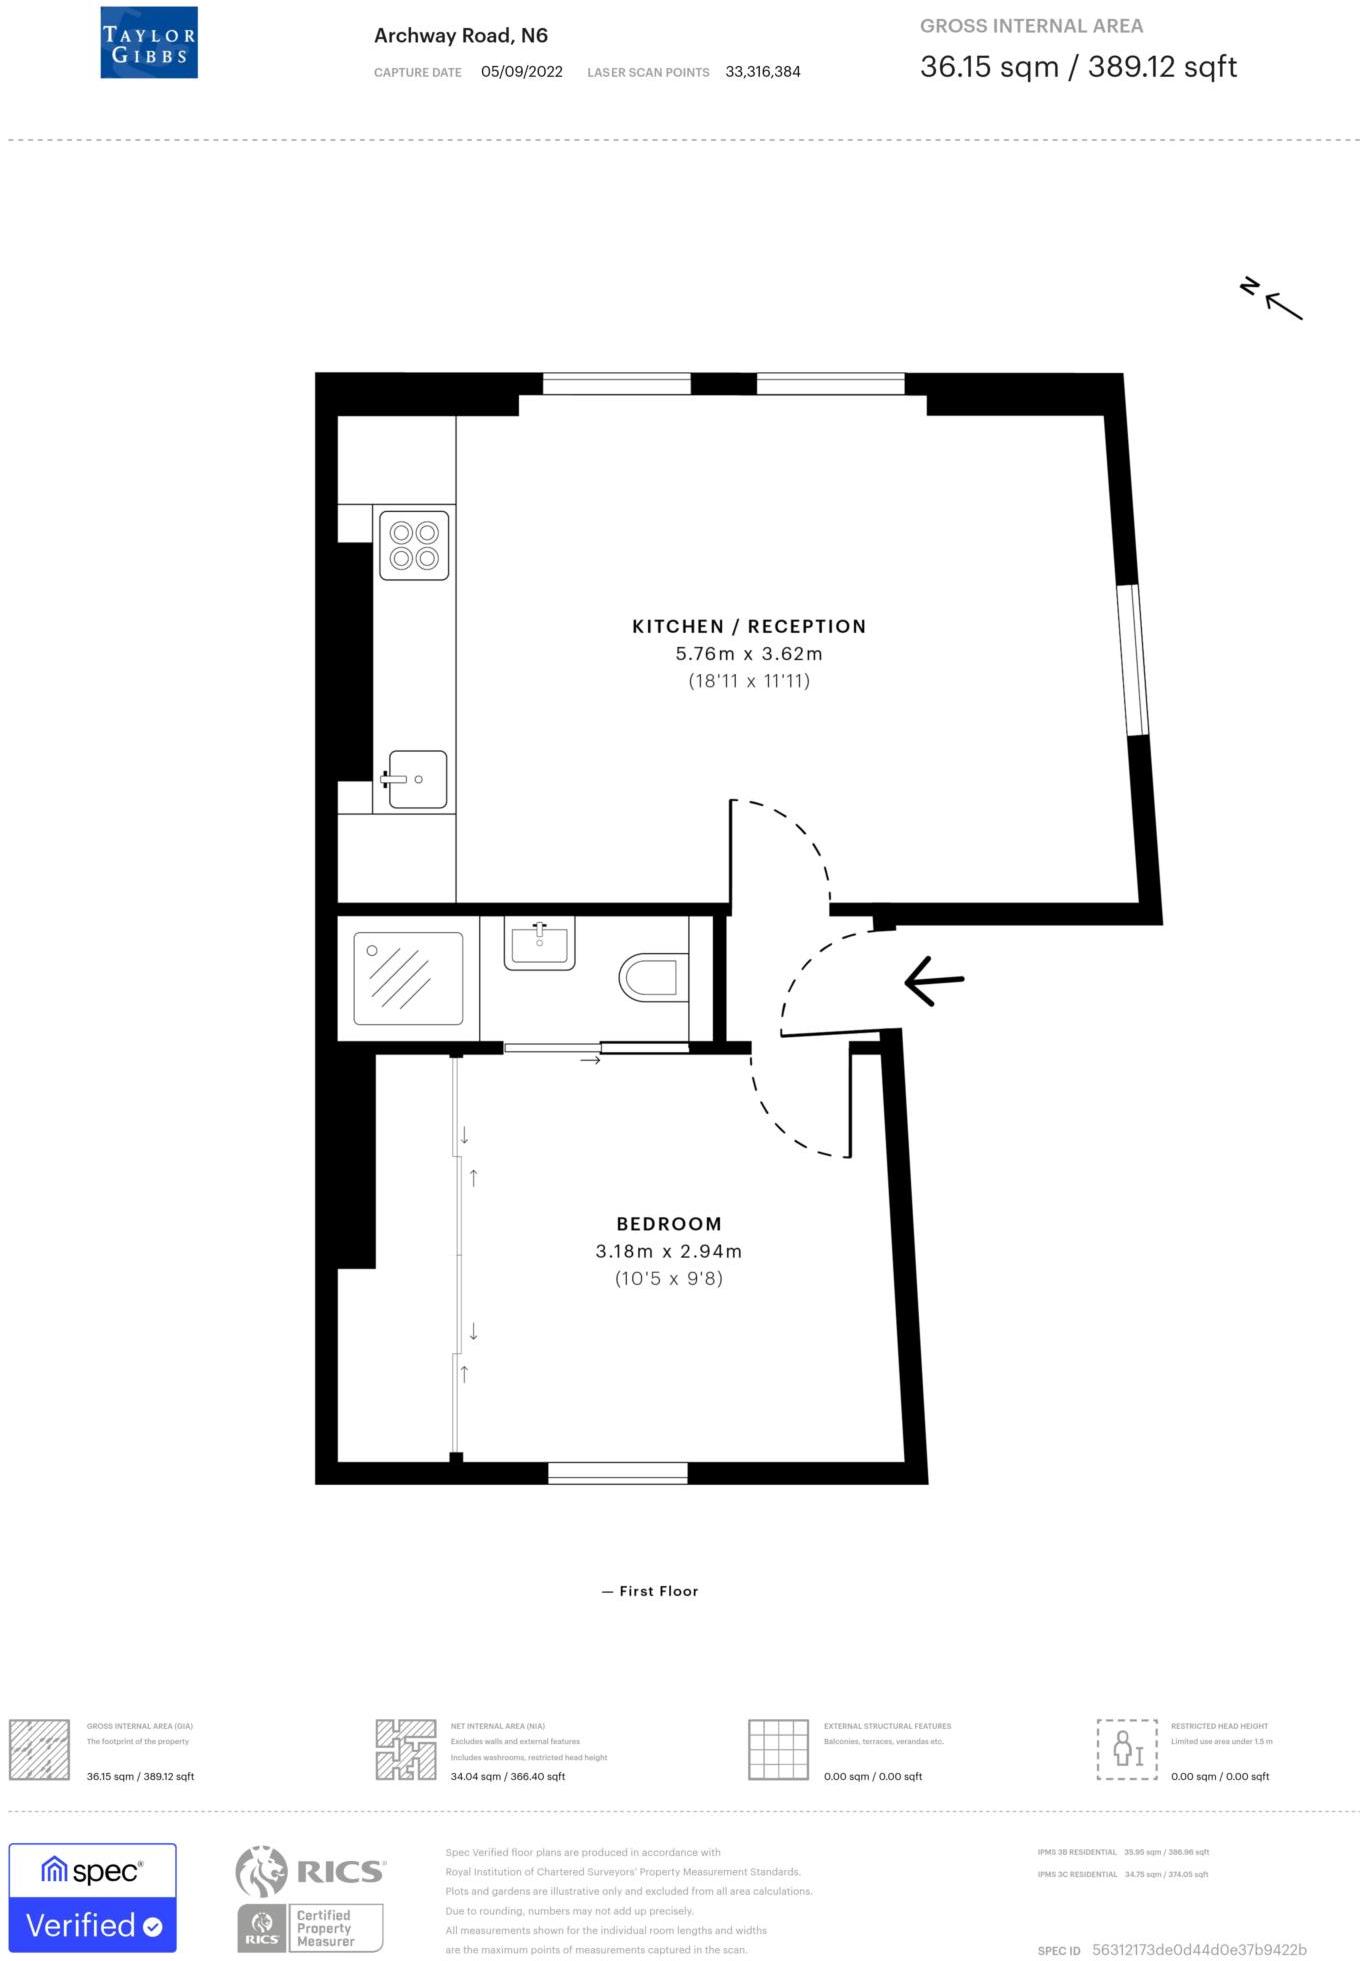 TAYLOR
GIBBS
Archway Road, N6
CAPTURE DATE 05/09/2022 LASER SCAN POINTS 33,316,384
GROSS INTERNAL AREA
36.15 sqm / 389.12 sqft
N
KITCHEN / RECEPTION
5.76m x 3.62m
(18'11 x 11'11)
BEDROOM
3.18m x 2.94m
(10'5 x 9'8)
— First Floor
GROSS INTERNAL AREA (GIA)
The footprint of the property
36.15 sqm / 389.12 sqft
NET INTERNAL AREA (NIA)
Excludes walls and external features
Includes washrooms, restricted head height
34.04 sqm / 366.40 sqft
EXTERNAL STRUCTURAL FEATURES
Balconies, terraces, verandas etc.
0.00 sqm / 0.00 sqft
RESTRICTED HEAD HEIGHT
Limited use area under 1.5 m
0.00 sqm / 0.00 sqft
spec®
Verified
RICS®
RICS®
Certified
Property
Measurer
Spec Verified floor plans are produced in accordance with
Royal Institution of Chartered Surveyors' Property Measurement Standards.
Plots and gardens are illustrative only and excluded from all area calculations.
Due to rounding, numbers may not add up precisely.
All measurements shown for the individual room lengths and widths
are the maximum points of measurements captured in the scan.
IPMS 3B RESIDENTIAL 35.95 sqm / 386.96 sqft
IPMS 3C RESIDENTIAL 34.75 sqm / 374.05 sqft
SPEC ID 56312173de0d44d0e37b9422b